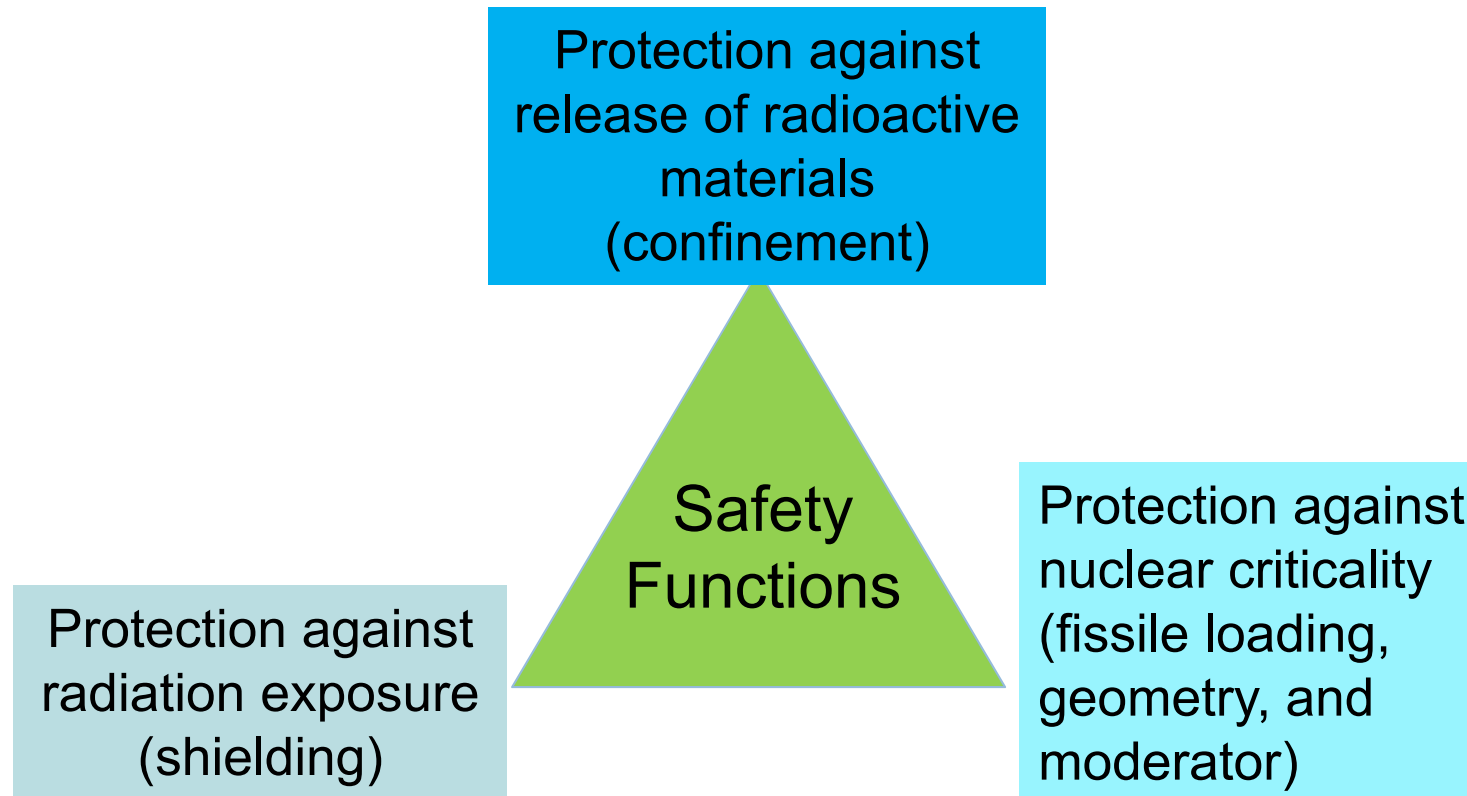 Protection against
release of radioactive
materials
(confinement)
Safety
Functions
Protection against
nuclear criticality
(fissile loading,
geometry, and
moderator)
Protection against
radiation exposure
(shielding)